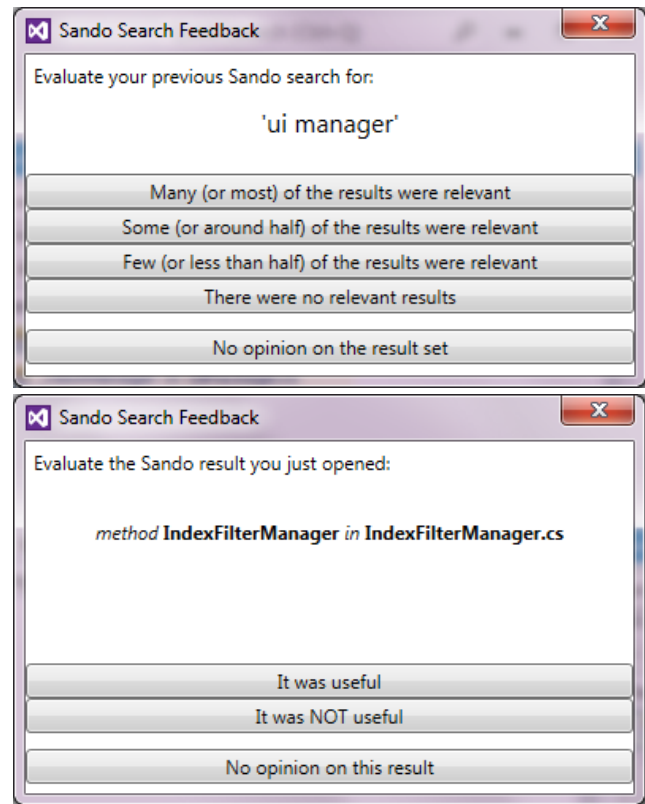 Sando Search Feedback
Evaluate your previous Sando search for:
'ui manager'
Many (or most) of the results were relevant
Some (or around half) of the results were relevant
Few (or less than half) of the results were relevant
There were no relevant results
No opinion on the result set
Sando Search Feedback
Evaluate the Sando result you just opened:
method IndexFilterManager in IndexFilterManager.cs
It was useful
It was NOT useful
No opinion on this result